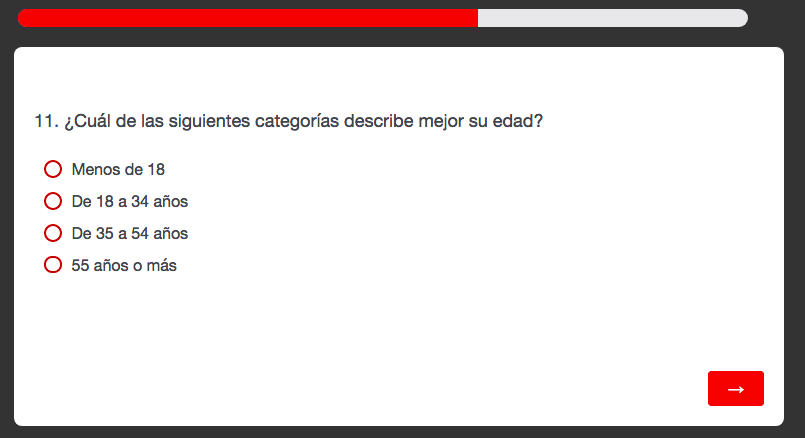 11. ¿Cuál de las siguientes categorías describe mejor su edad?
Menos de 18
De 18 a 34 años
De 35 a 54 años
55 años o más
→